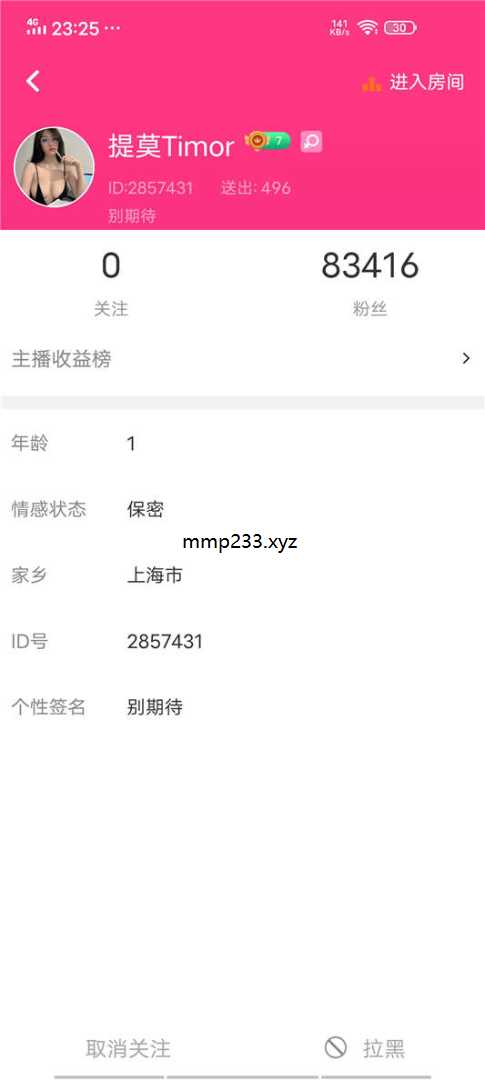 4G 23:25 ... 141 KB/s 30
进入房间
提莫Timor 7
ID:2857431 送出: 496
别期待
0 83416
关注 粉丝
主播收益榜
年龄 1
情感状态 保密
mmp233.xyz
家乡 上海市
ID号 2857431
个性签名 别期待
取消关注 拉黑